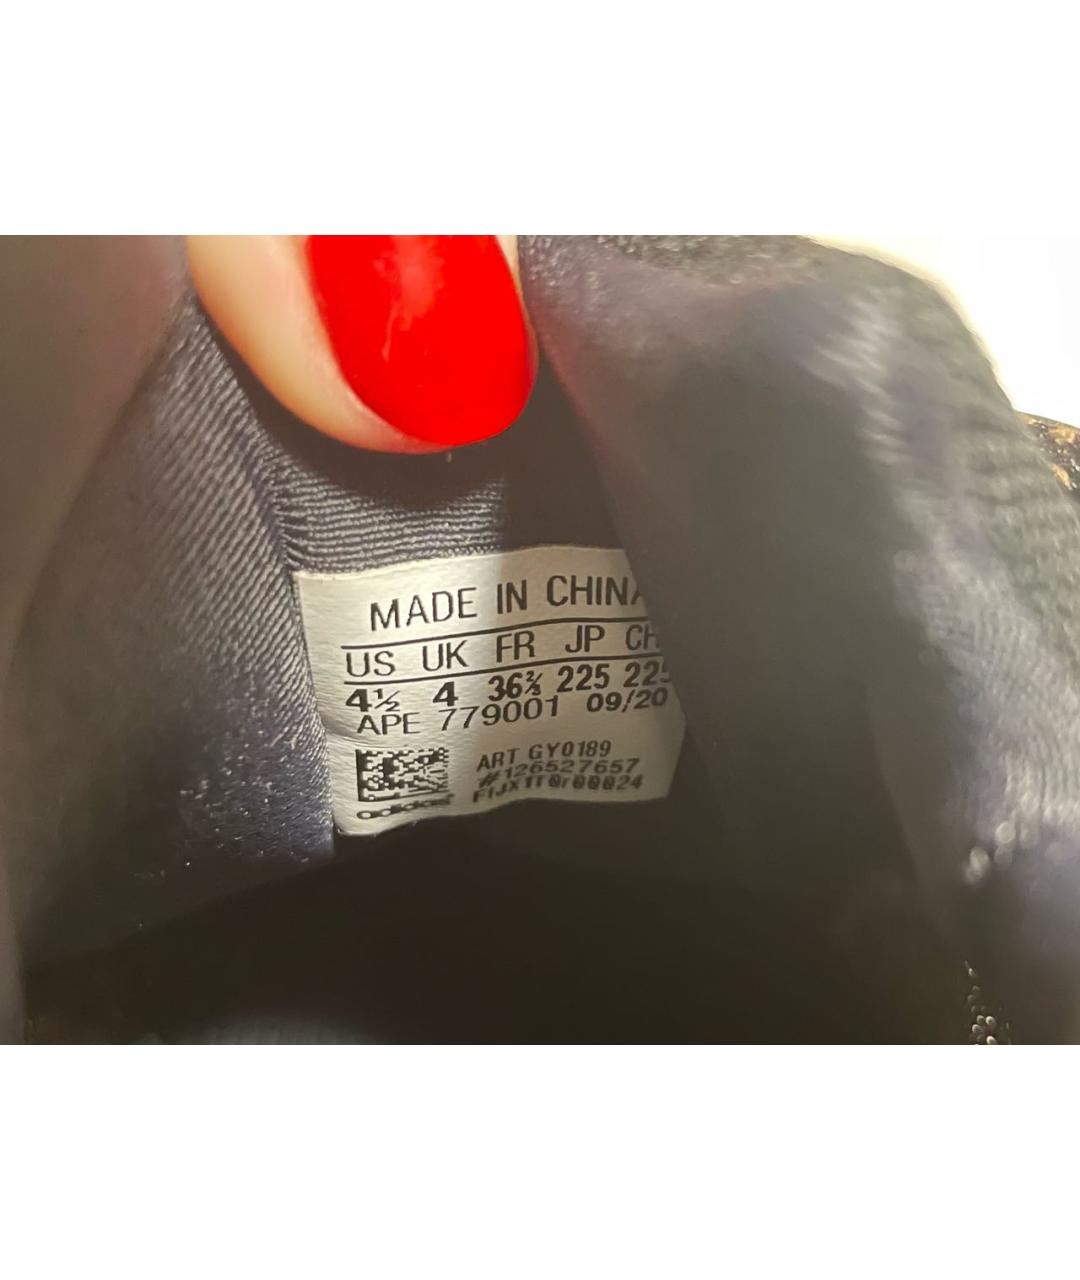 MADE IN CHINA
US UK FR JP CH
4½ 4 36⅔ 225 225
APE 779001 09/20
ART GY0189
#126527657
adidas